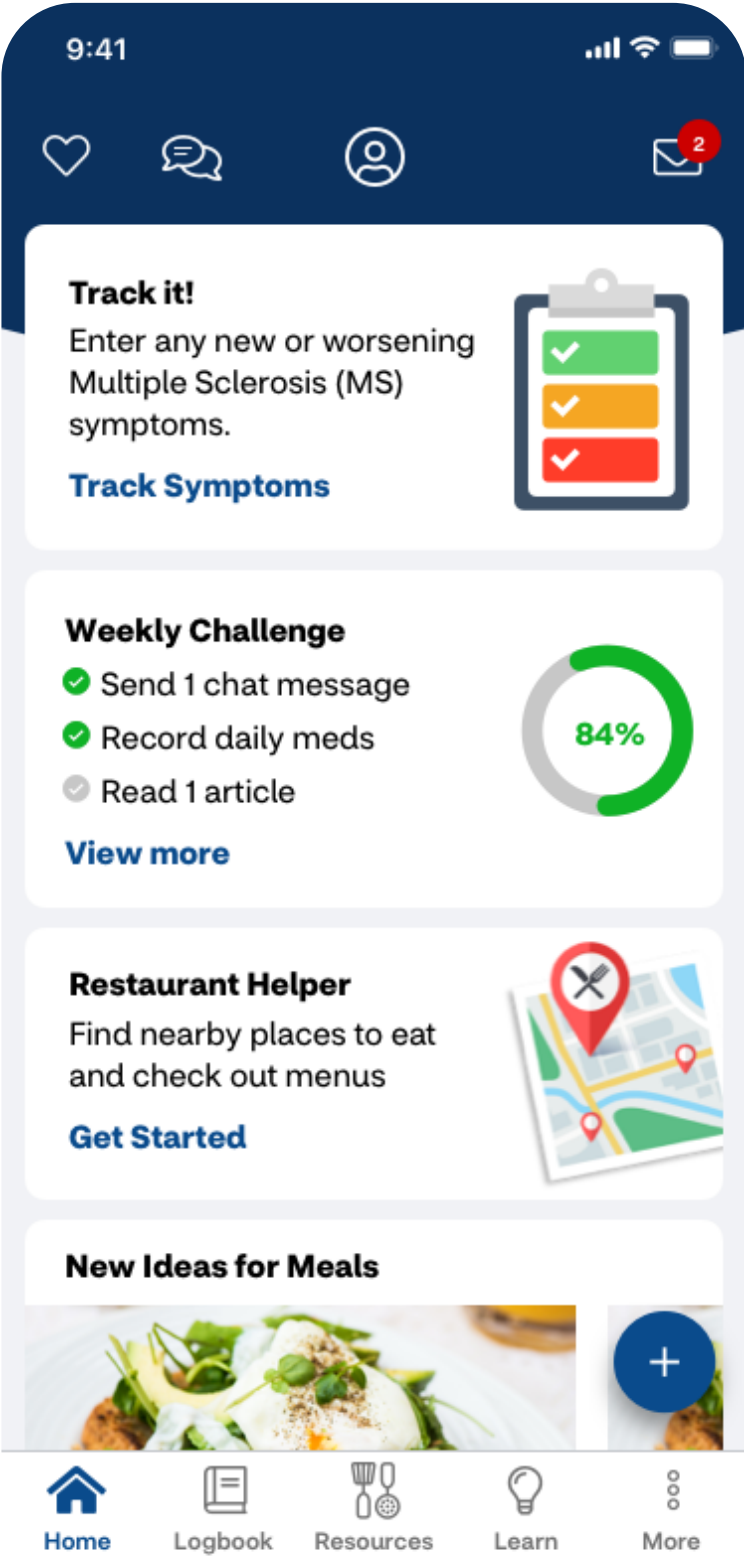 9:41
2
Track it!
Enter any new or worsening
Multiple Sclerosis (MS)
symptoms.
Track Symptoms
Weekly Challenge
Send 1 chat message
Record daily meds
Read 1 article
View more
84%
Restaurant Helper
Find nearby places to eat
and check out menus
Get Started
New Ideas for Meals
Home Logbook Resources Learn More